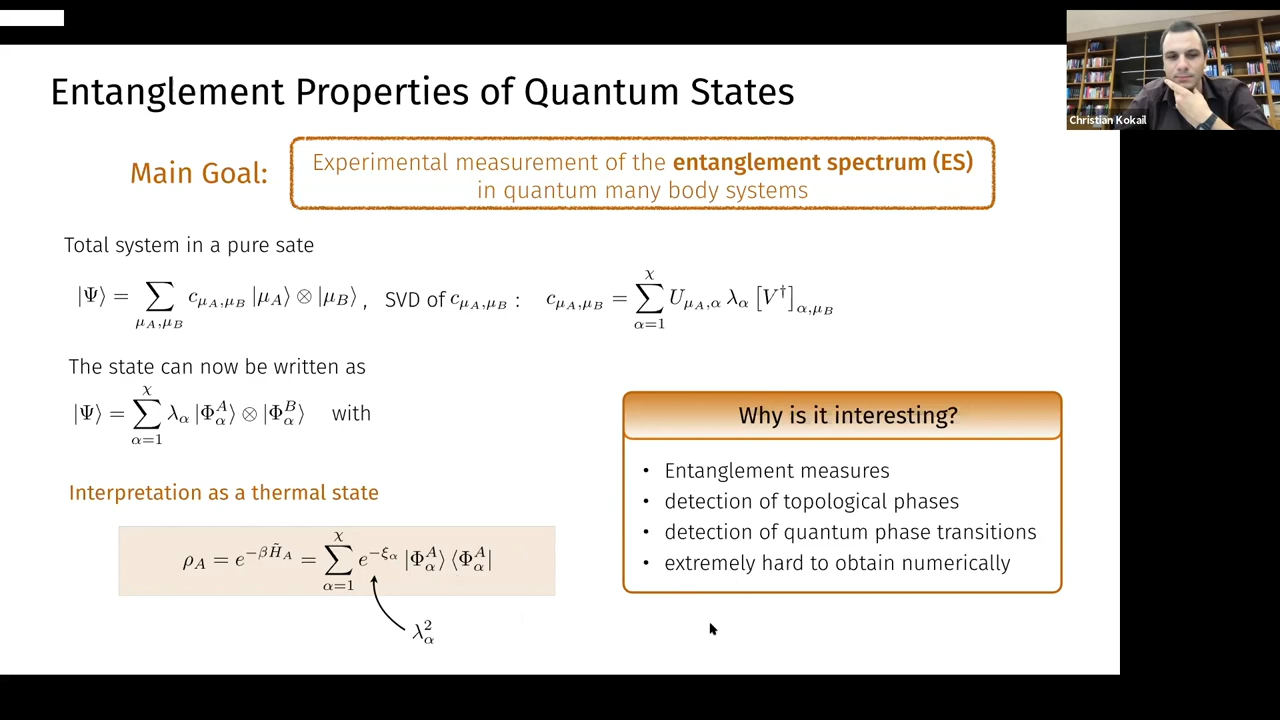 Christian Kokail
Entanglement Properties of Quantum States
Main Goal:
Experimental measurement of the entanglement spectrum (ES)
in quantum many body systems
Total system in a pure sate
|Ψ⟩ = ∑_{μ_A,μ_B} c_{μ_A,μ_B} |μ_A⟩ ⊗ |μ_B⟩ , SVD of c_{μ_A,μ_B} : c_{μ_A,μ_B} = ∑_{α=1}^{χ} U_{μ_A,α} λ_α [V^†]_{α,μ_B}
The state can now be written as
|Ψ⟩ = ∑_{α=1}^{χ} λ_α |Φ_α^A⟩ ⊗ |Φ_α^B⟩ with
Interpretation as a thermal state
ρ_A = e^{-βH̃_A} = ∑_{α=1}^{χ} e^{-ξ_α} |Φ_α^A⟩ ⟨Φ_α^A|
λ_α^2
Why is it interesting?
• Entanglement measures
• detection of topological phases
• detection of quantum phase transitions
• extremely hard to obtain numerically